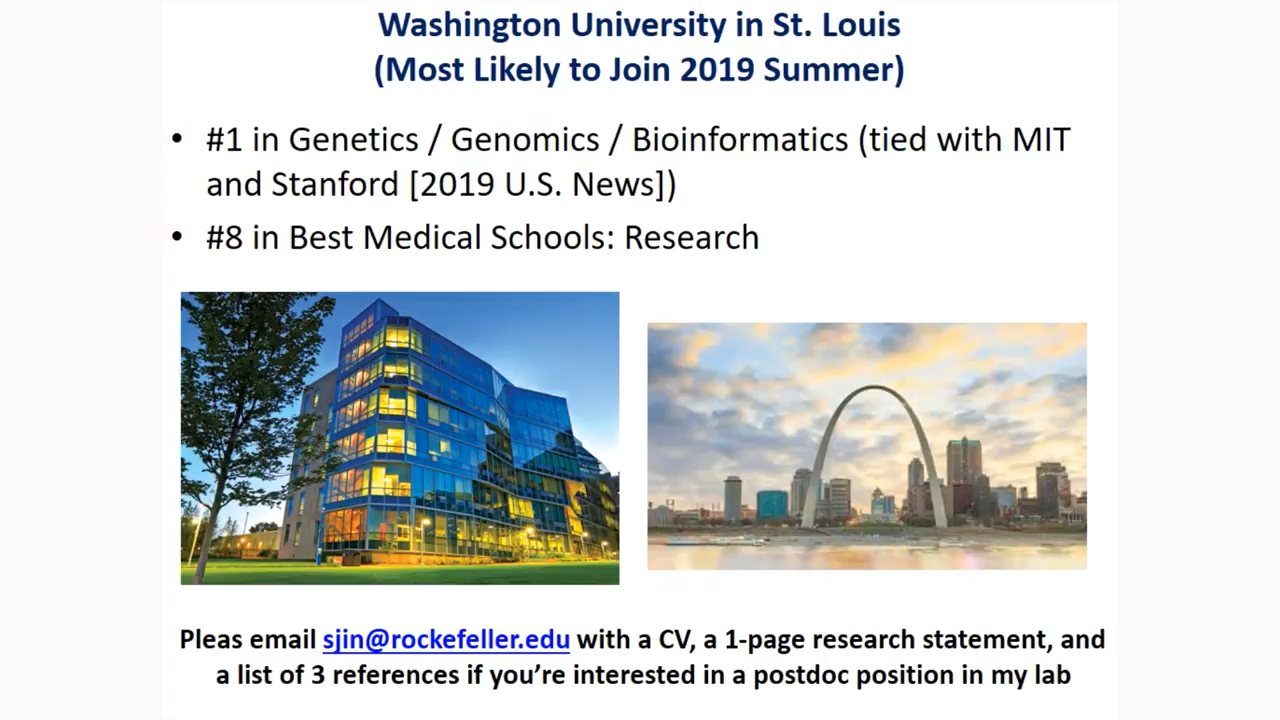 Washington University in St. Louis
(Most Likely to Join 2019 Summer)
• #1 in Genetics / Genomics / Bioinformatics (tied with MIT
and Stanford [2019 U.S. News])
• #8 in Best Medical Schools: Research
Pleas email sjin@rockefeller.edu with a CV, a 1-page research statement, and
a list of 3 references if you’re interested in a postdoc position in my lab